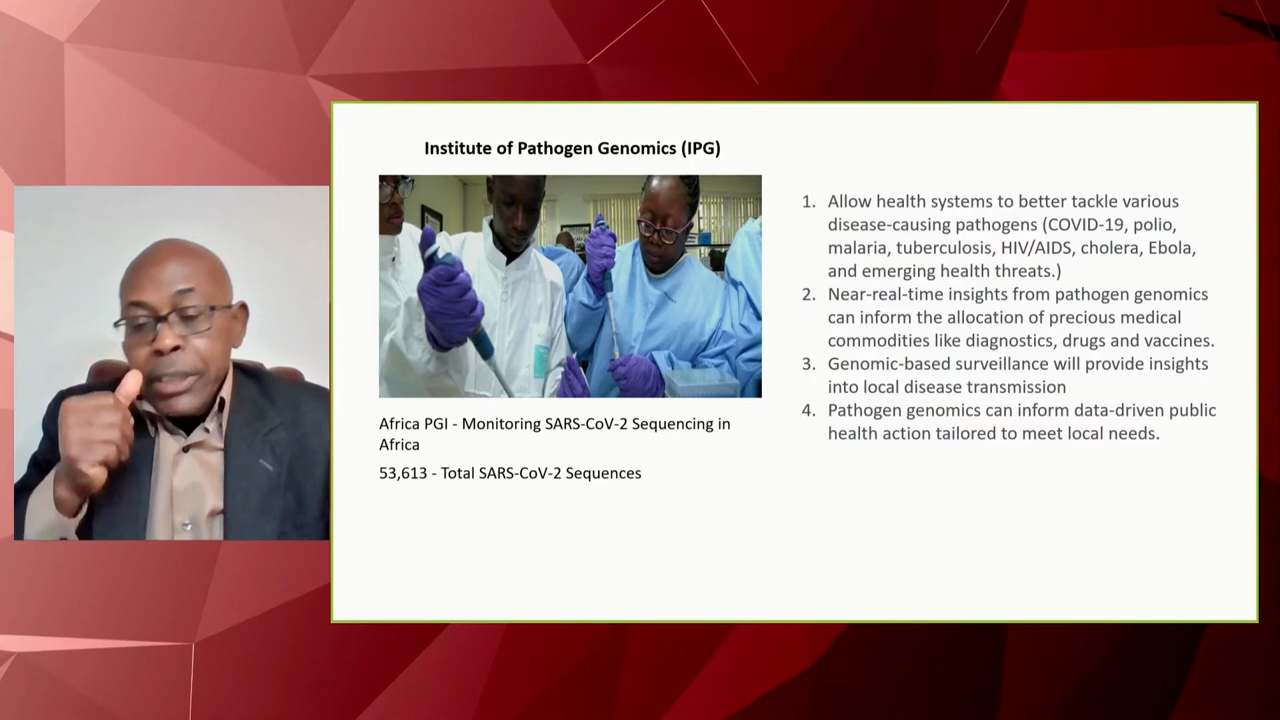 Institute of Pathogen Genomics (IPG)
Africa PGI - Monitoring SARS-CoV-2 Sequencing in
Africa
53,613 - Total SARS-CoV-2 Sequences
1. Allow health systems to better tackle various
disease-causing pathogens (COVID-19, polio,
malaria, tuberculosis, HIV/AIDS, cholera, Ebola,
and emerging health threats.)
2. Near-real-time insights from pathogen genomics
can inform the allocation of precious medical
commodities like diagnostics, drugs and vaccines.
3. Genomic-based surveillance will provide insights
into local disease transmission
4. Pathogen genomics can inform data-driven public
health action tailored to meet local needs.